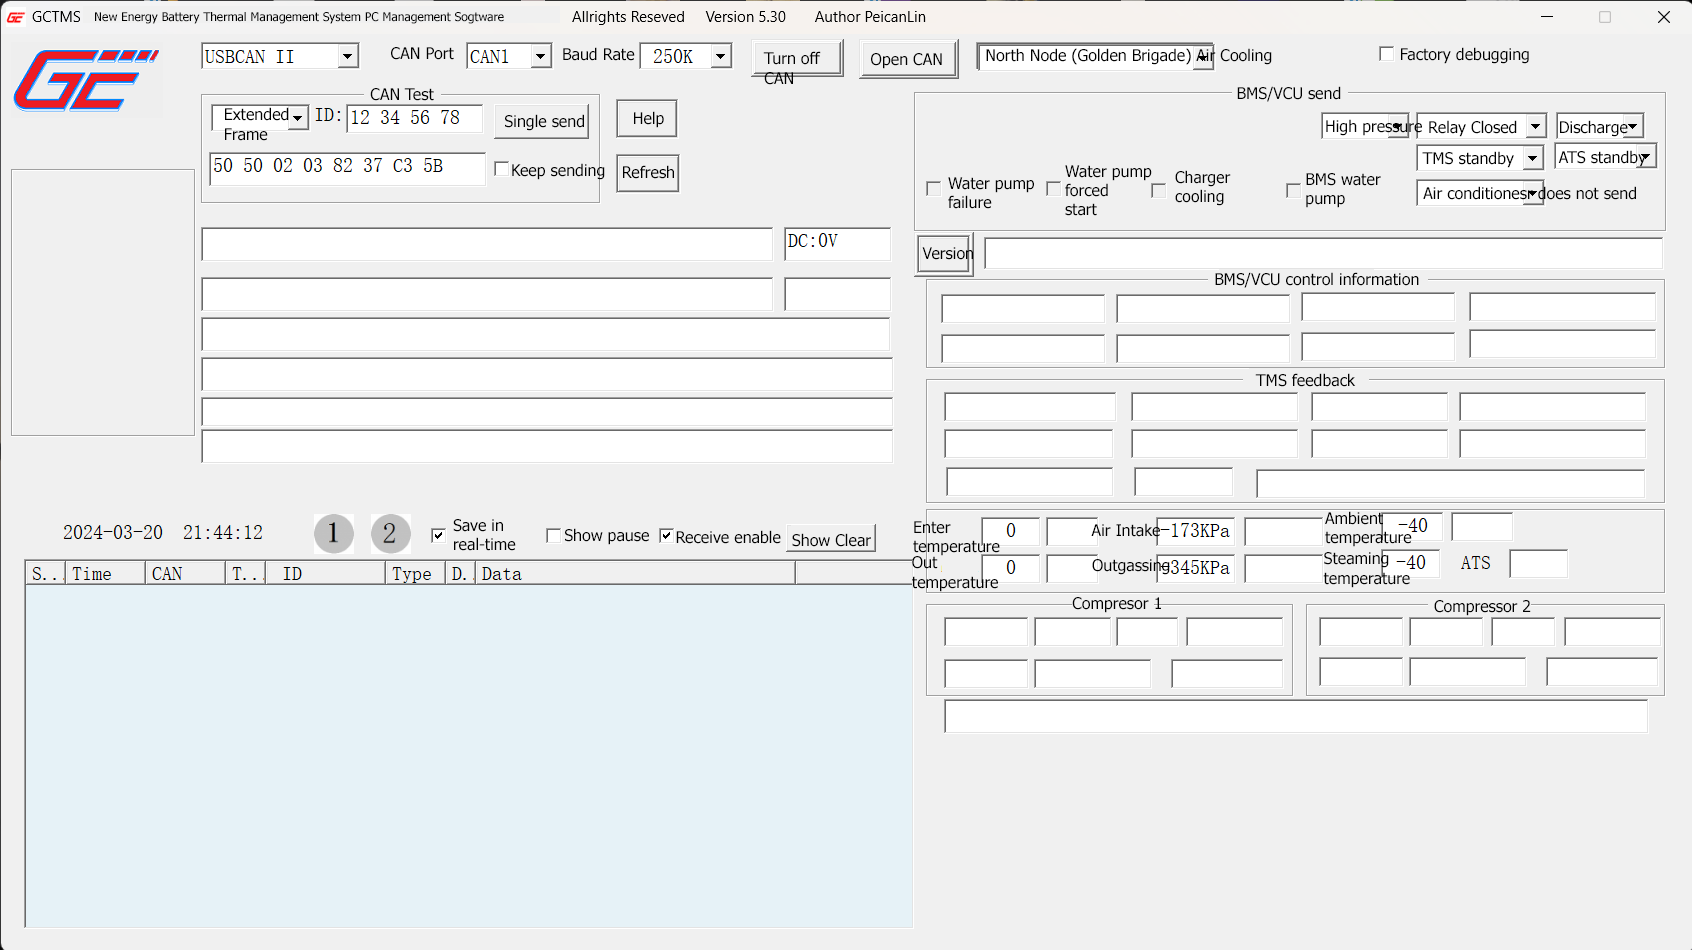 GCTMS New Energy Battery Thermal Management System PC Management Sogtware Allrights Reseved Version 5.30 Author PeicanLin
GC
USBCAN II CAN Port CAN1 Baud Rate 250K Turn off CAN Open CAN North Node (Golden Brigade) Air Cooling Factory debugging
CAN Test
Extended Frame ID: 12 34 56 78 Single send Help
50 50 02 03 82 37 C3 5B Keep sending Refresh
BMS/VCU send
High pressure Relay Closed Discharge
TMS standby ATS standby
Water pump failure Water pump forced start Charger cooling BMS water pump Air conditioner does not send
DC:0V
Version
BMS/VCU control information
TMS feedback
2024-03-20 21:44:12 1 2 Save in real-time Show pause Receive enable Show Clear
S... Time CAN T... ID Type D. Data
Enter temperature 0 Air Intake -173KPa Ambient temperature -40
Out temperature 0 Outgassing -345KPa Steaming temperature -40 ATS
Compresor 1 Compressor 2